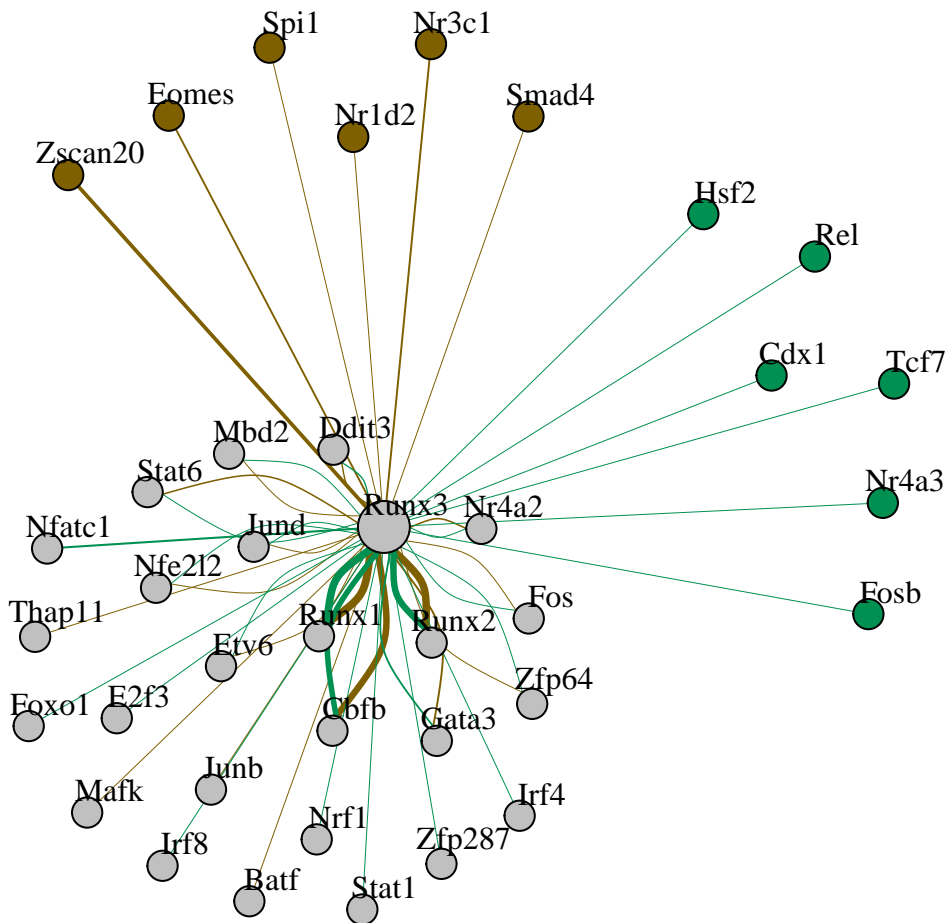 Spi1
Nr3c1
Eomes
Nr1d2
Smad4
Zscan20
Hsf2
Rel
Cdx1
Tcf7
Mbd2
Ddit3
Stat6
Nr4a3
Runx3
Nr4a2
Nfatc1
Jund
Nfe2l2
Fosb
Thap11
Runx1
Runx2
Fos
Etv6
Zfp64
Foxo1
E2f3
Cbfb
Gata3
Mafk
Junb
Irf4
Irf8
Nrf1
Zfp287
Batf
Stat1